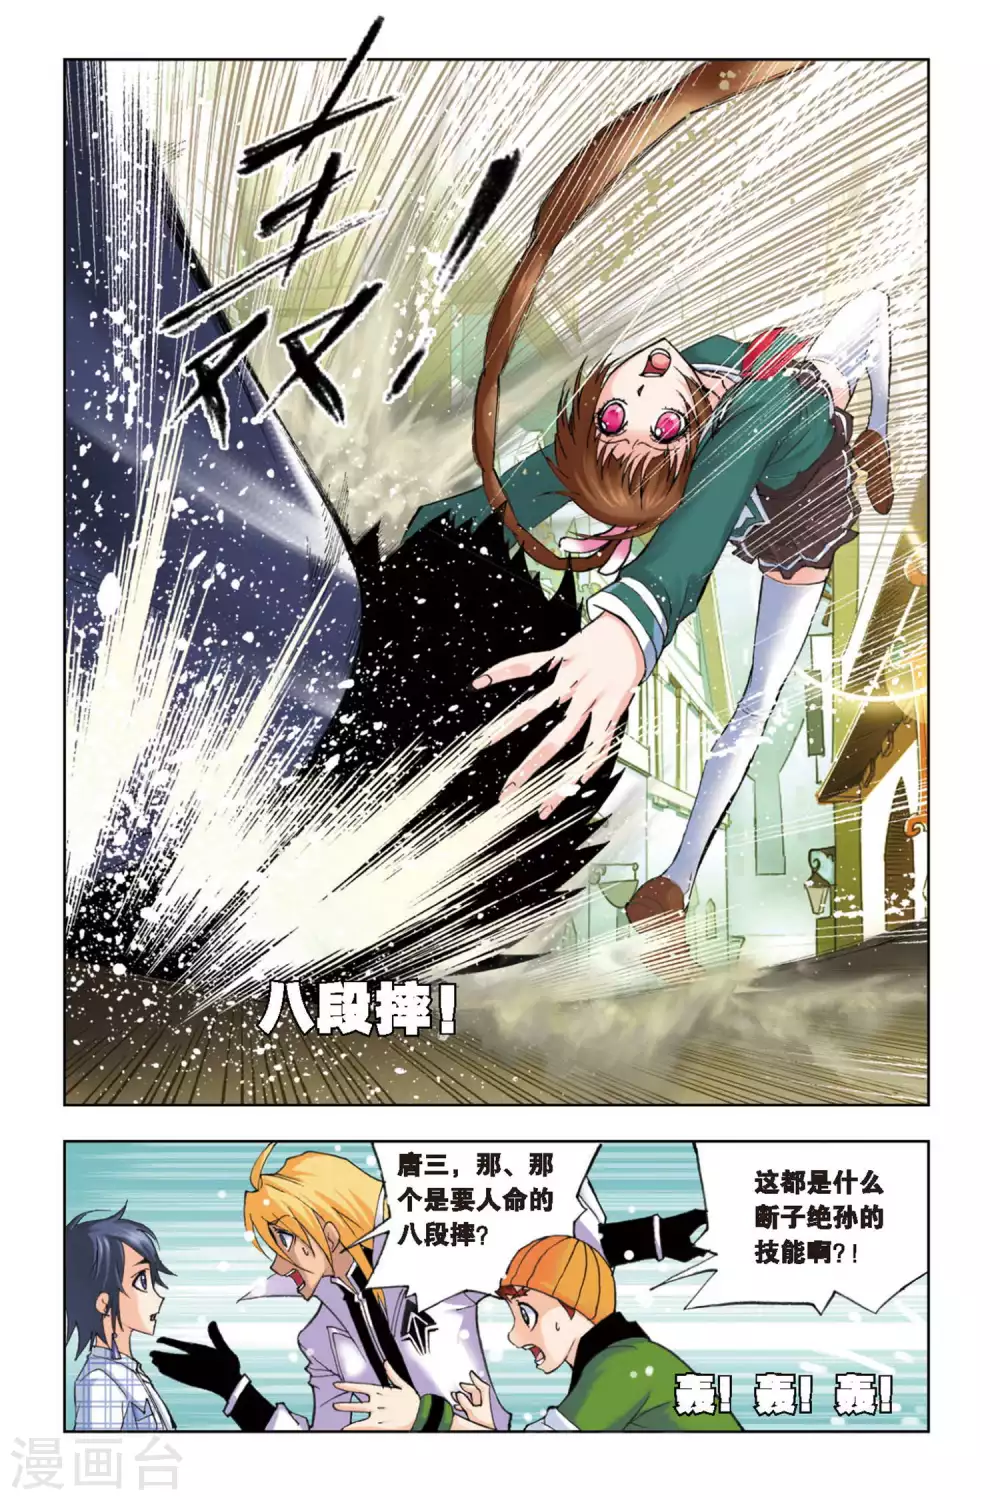 轰！
八段摔！
唐三，那、那
个是要人命的
八段摔？
这都是什么
断子绝孙的
技能啊？！
轰！轰！轰！
漫画台